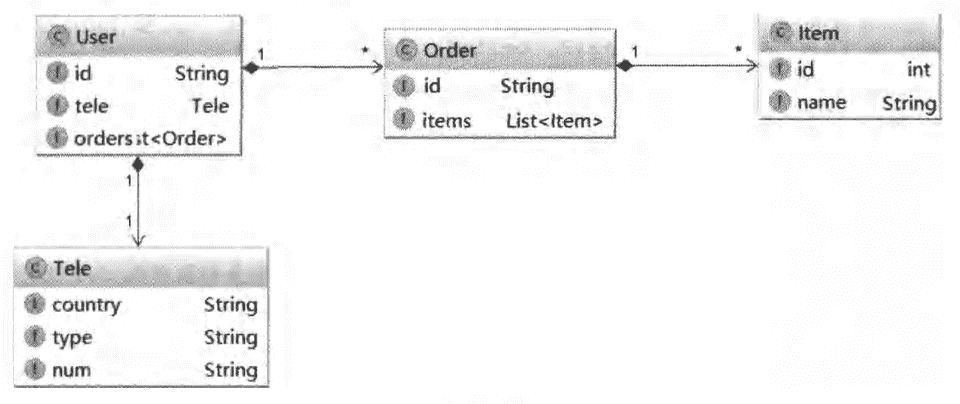 C User
f id String
f tele Tele
f orders st<Order>
1 *
C Order
f id String
f items List<Item>
1 *
C Item
f id int
f name String
1
1
C Tele
f country String
f type String
f num String